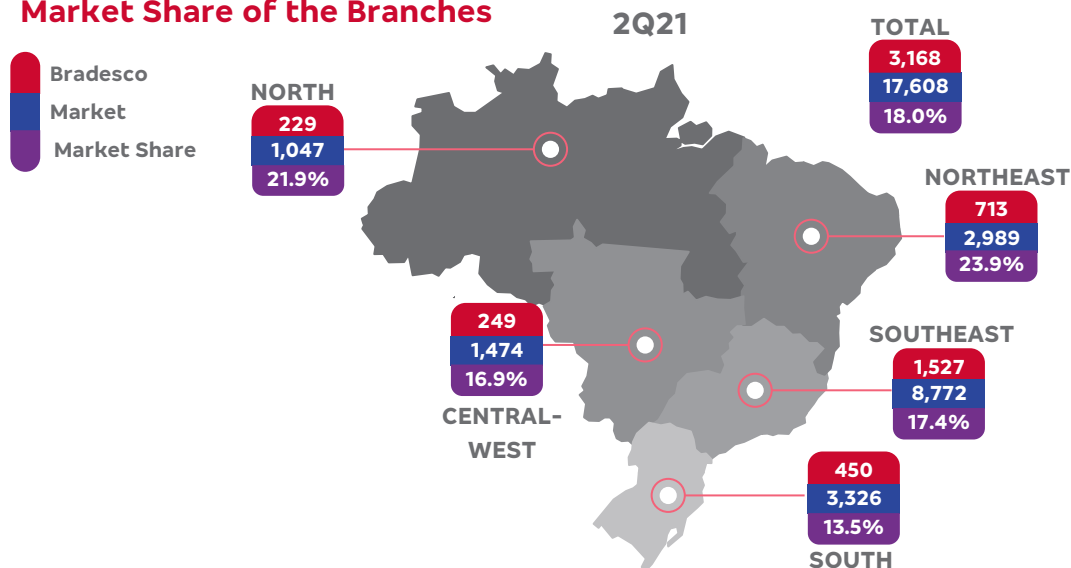 Market Share of the Branches
2Q21
Bradesco
Market
Market Share
TOTAL
3,168
17,608
18.0%
NORTH
229
1,047
21.9%
NORTHEAST
713
2,989
23.9%
249
1,474
16.9%
CENTRAL-
WEST
SOUTHEAST
1,527
8,772
17.4%
450
3,326
13.5%
SOUTH